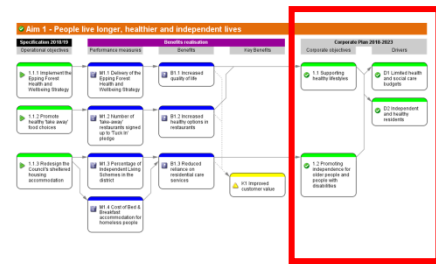 Aim 1 - People live longer, healthier and independent lives
Specification 2018/19
Benefits realisation
Corporate Plan 2018-2023
Operational objectives
Performance measures
Benefits
Key Benefits
Corporate objectives
Drivers
1.1.1 Implement the
Epping Forest
Health and
Wellbeing Strategy
M1.1 Delivery of the
Epping Forest
Health and
Wellbeing Strategy
B1.1 Increased
quality of life
1.1 Supporting
healthy lifestyles
D1 Limited health
and social care
budgets
1.1.2 Promote
healthy 'take away'
food choices
M1.2 Number of
'take-away'
restaurants signed
up to 'Turn In'
pledge
B1.2 Increased
healthy options in
restaurants
D2 Independent
and healthy
residents
1.1.3 Redesign the
Council's sheltered
housing
accommodation
M1.3 Percentage of
Independent Living
Schemes in the
district
B1.3 Reduced
reliance on
residential care
services
1.2 Promoting
independence for
older people and
people with
disabilities
K1 Improved
customer value
M1.4 Cost of Bed &
Breakfast
accommodation for
homeless people